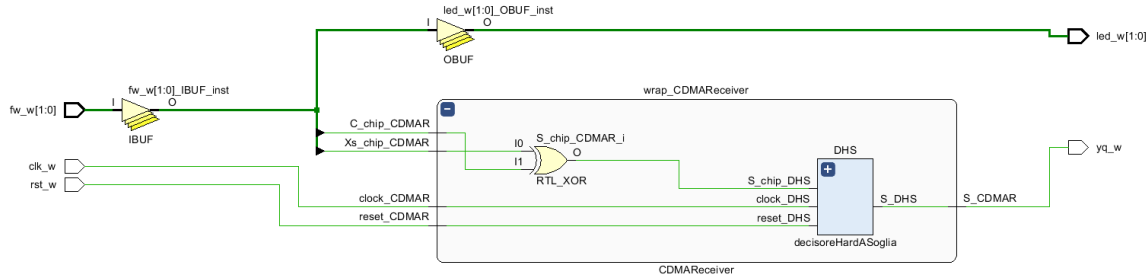 led_w[1:0]_OBUF_inst
I O
led_w[1:0]
OBUF
fw_w[1:0]_IBUF_inst
fw_w[1:0]
I O
IBUF
wrap_CDMAReceiver
C_chip_CDMAR
Xs_chip_CDMAR
S_chip_CDMAR_i
I0
I1
O
RTL_XOR
DHS
yq_w
clk_w
rst_w
S_chip_DHS
clock_CDMAR
clock_DHS
S_DHS
S_CDMAR
reset_CDMAR
reset_DHS
decisoreHardASoglia
CDMAReceiver